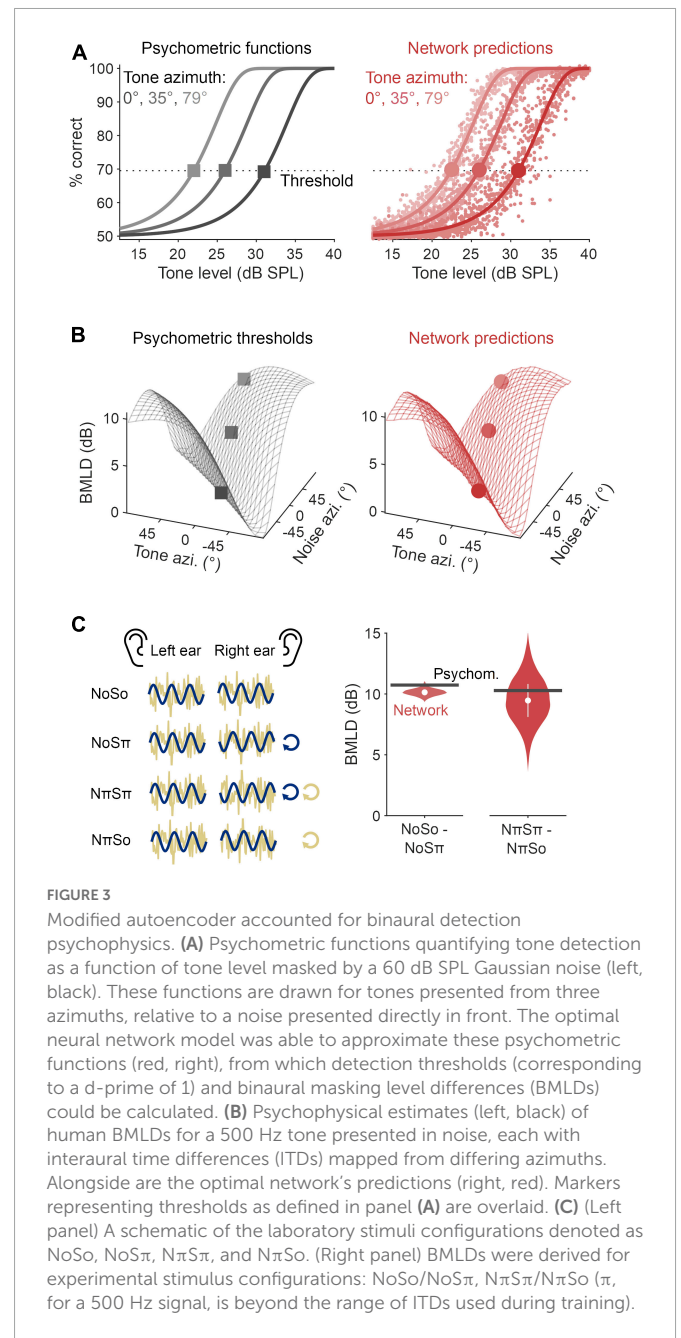 A
Psychometric functions
Network predictions
Tone azimuth:
0°, 35°, 79°
Tone azimuth:
0°, 35°, 79°
% correct
100
90
80
70
60
50
Threshold
15 20 25 30 35 40
Tone level (dB SPL)
15 20 25 30 35 40
Tone level (dB SPL)
B
Psychometric thresholds
Network predictions
BMLD (dB)
10
5
0
45
0
-45
Tone azi. (°)
45
0
-45
Noise azi. (°)
10
5
0
45
0
-45
Tone azi. (°)
45
0
-45
Noise azi. (°)
C
Left ear Right ear
NoSo
NoSπ
NπSπ
NπSo
BMLD (dB)
15
10
5
0
Psychom.
Network
NoSo -
NoSπ
NπSπ -
NπSo
FIGURE 3
Modified autoencoder accounted for binaural detection
psychophysics. (A) Psychometric functions quantifying tone detection
as a function of tone level masked by a 60 dB SPL Gaussian noise (left,
black). These functions are drawn for tones presented from three
azimuths, relative to a noise presented directly in front. The optimal
neural network model was able to approximate these psychometric
functions (red, right), from which detection thresholds (corresponding
to a d-prime of 1) and binaural masking level differences (BMLDs)
could be calculated. (B) Psychophysical estimates (left, black) of
human BMLDs for a 500 Hz tone presented in noise, each with
interaural time differences (ITDs) mapped from differing azimuths.
Alongside are the optimal network's predictions (right, red). Markers
representing thresholds as defined in panel (A) are overlaid. (C) (Left
panel) A schematic of the laboratory stimuli configurations denoted as
NoSo, NoSπ, NπSπ, and NπSo. (Right panel) BMLDs were derived for
experimental stimulus configurations: NoSo/NoSπ, NπSπ/NπSo (π,
for a 500 Hz signal, is beyond the range of ITDs used during training).